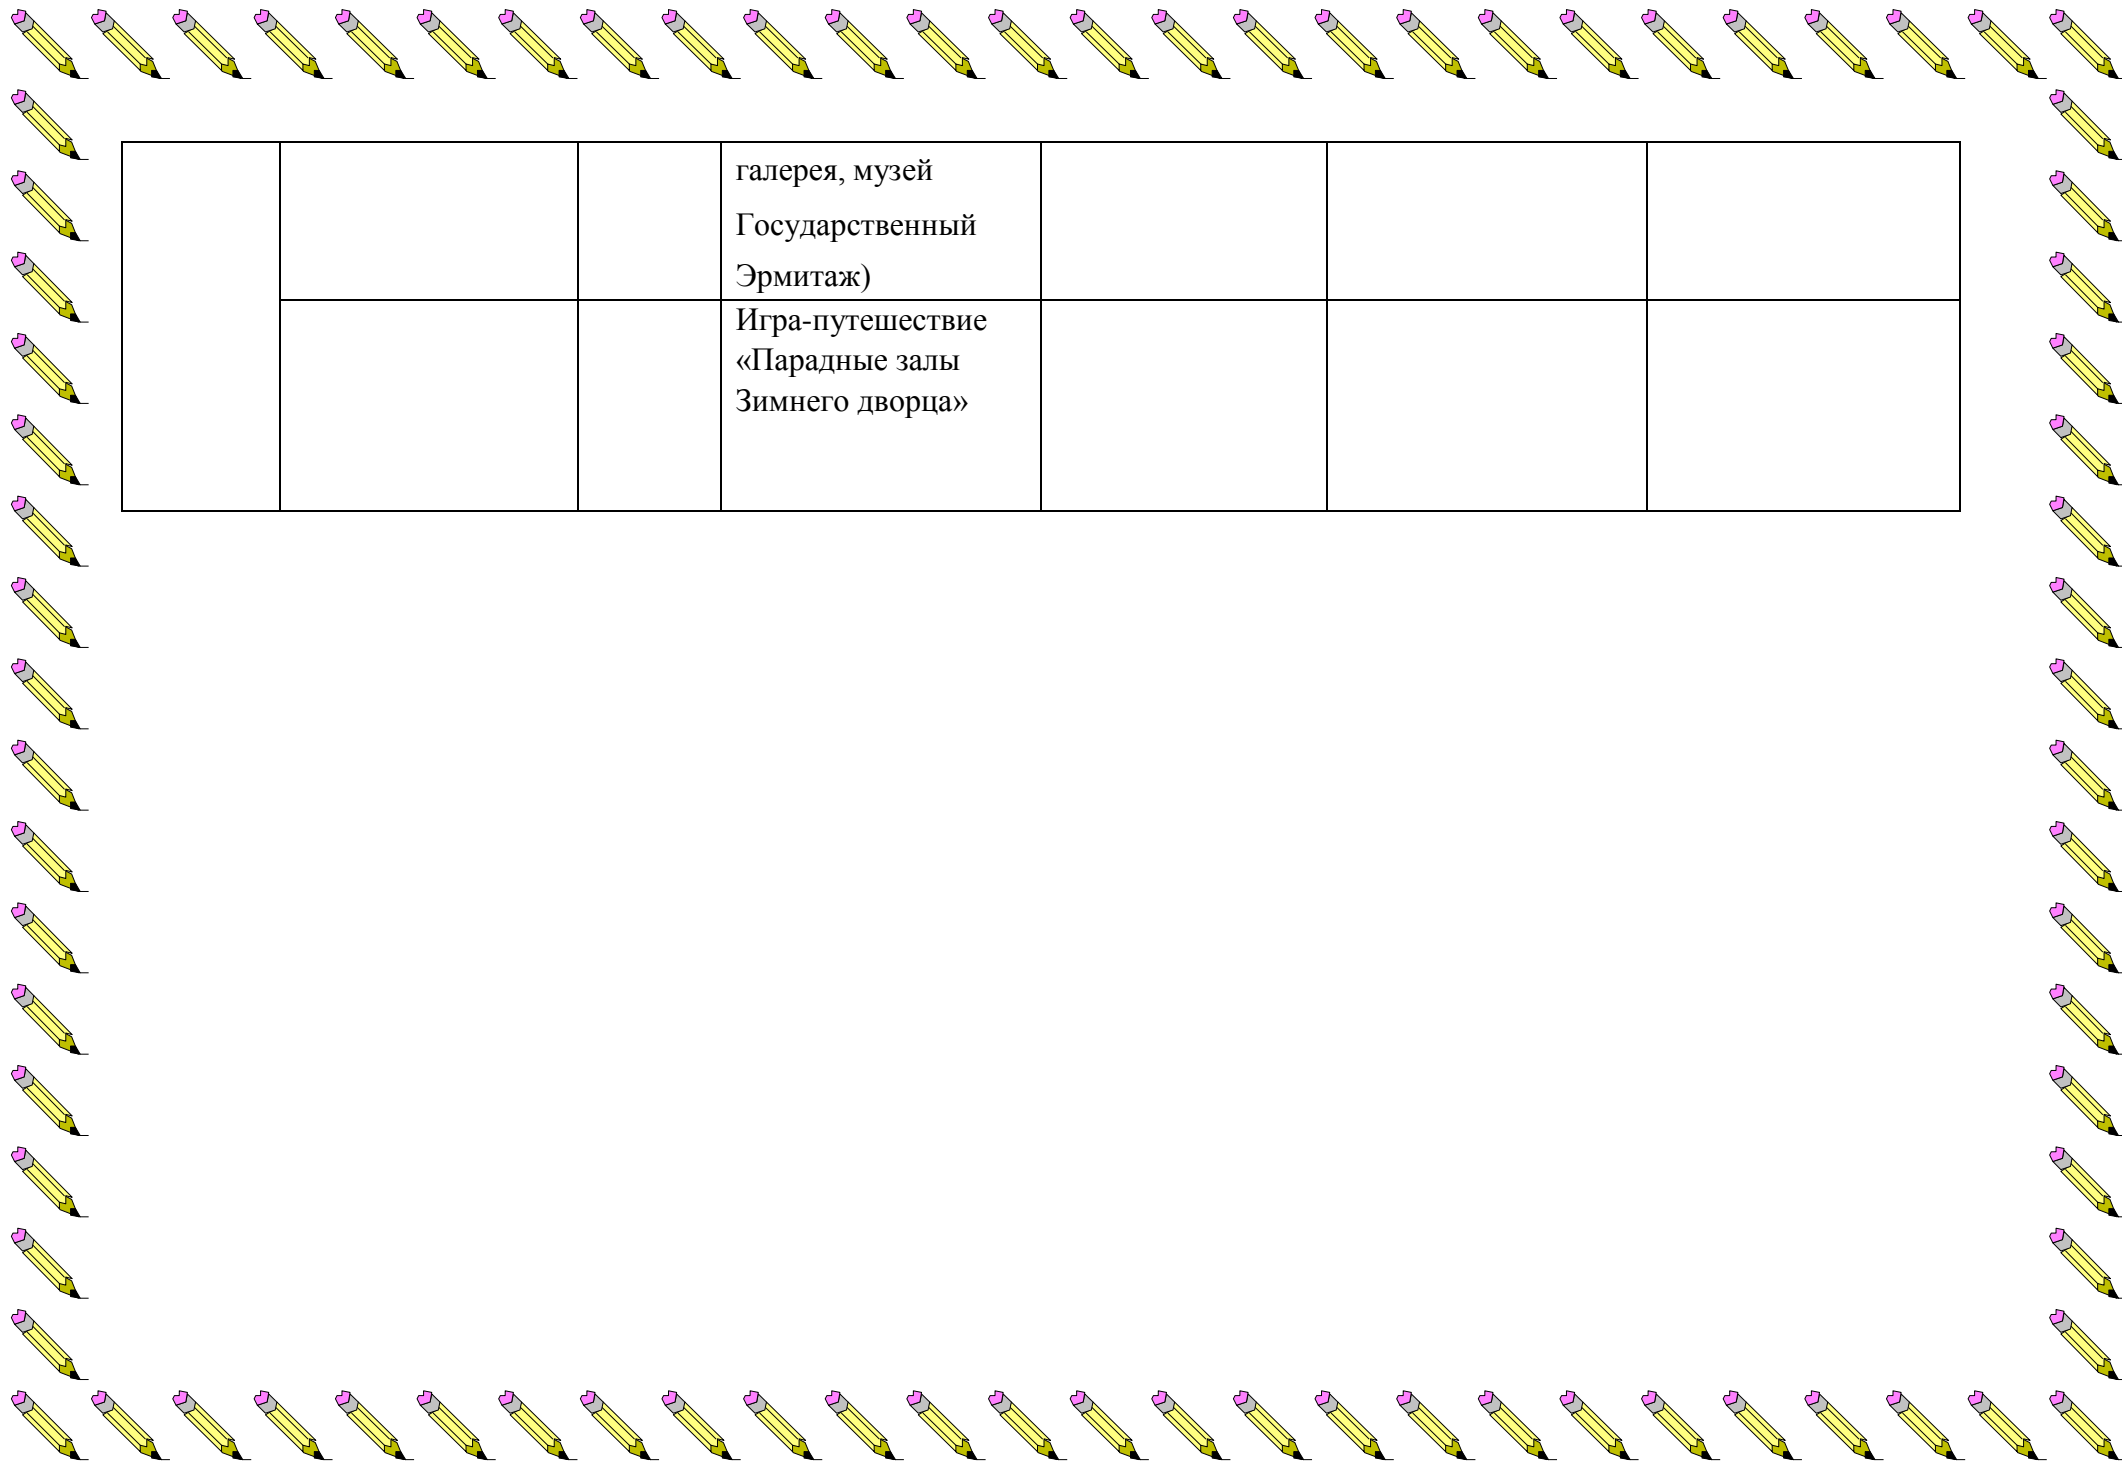 галерея, музей
Государственный
Эрмитаж)
Игра-путешествие
«Парадные залы
Зимнего дворца»